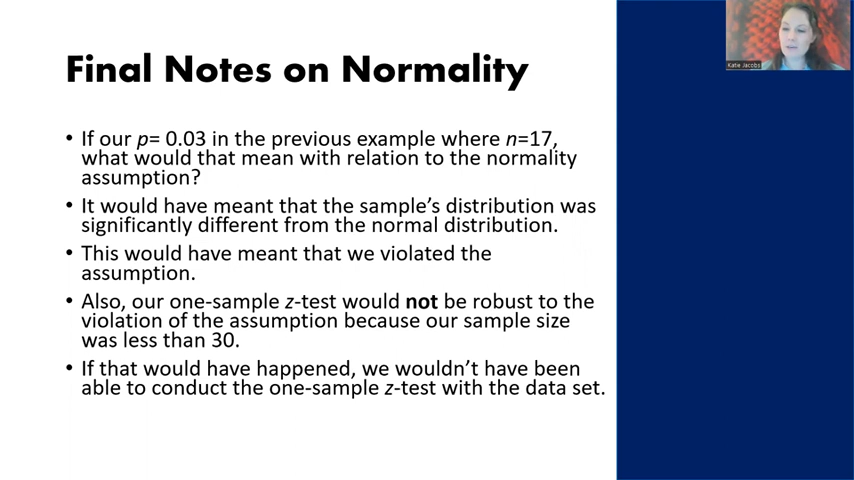 Final Notes on Normality
• If our p= 0.03 in the previous example where n=17,
what would that mean with relation to the normality
assumption?
• It would have meant that the sample's distribution was
significantly different from the normal distribution.
• This would have meant that we violated the
assumption.
• Also, our one-sample z-test would not be robust to the
violation of the assumption because our sample size
was less than 30.
• If that would have happened, we wouldn't have been
able to conduct the one-sample z-test with the data set.
Katie Jacobs